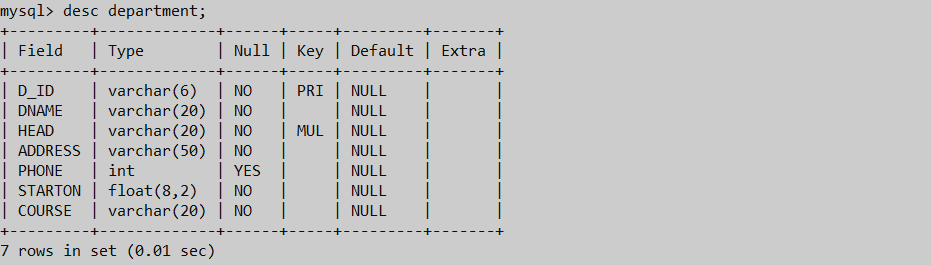 mysql> desc department;
+---------+-------------+------+-----+---------+-------+
| Field   | Type        | Null | Key | Default | Extra |
+---------+-------------+------+-----+---------+-------+
| D_ID    | varchar(6)  | NO   | PRI | NULL    |       |
| DNAME   | varchar(20) | NO   |     | NULL    |       |
| HEAD    | varchar(20) | NO   | MUL | NULL    |       |
| ADDRESS | varchar(50) | NO   |     | NULL    |       |
| PHONE   | int         | YES  |     | NULL    |       |
| STARTON | float(8,2)  | NO   |     | NULL    |       |
| COURSE  | varchar(20) | NO   |     | NULL    |       |
+---------+-------------+------+-----+---------+-------+
7 rows in set (0.01 sec)